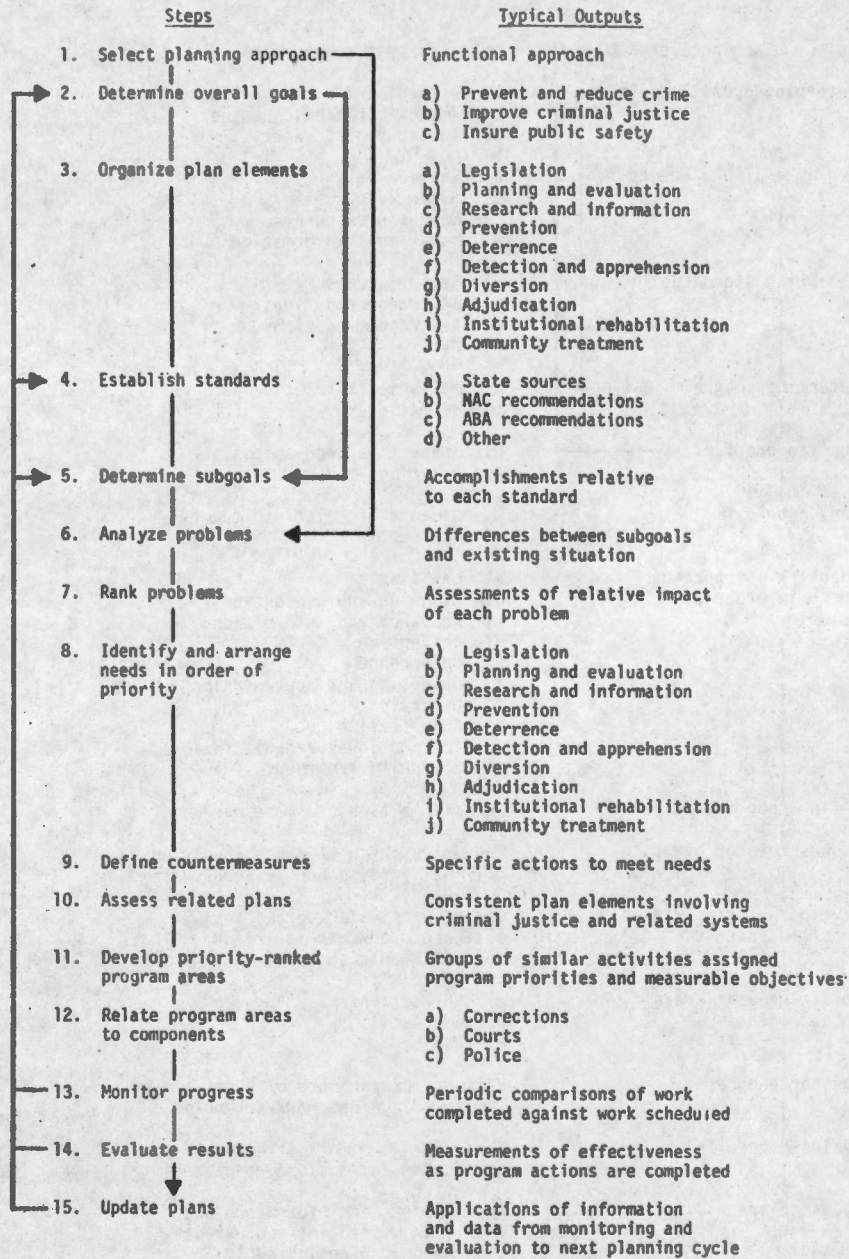 Steps Typical Outputs
1. Select planning approach Functional approach
2. Determine overall goals a) Prevent and reduce crime
b) Improve criminal justice
c) Insure public safety
3. Organize plan elements a) Legislation
b) Planning and evaluation
c) Research and information
d) Prevention
e) Deterrence
f) Detection and apprehension
g) Diversion
h) Adjudication
i) Institutional rehabilitation
j) Community treatment
4. Establish standards a) State sources
b) NAC recommendations
c) ABA recommendations
d) Other
5. Determine subgoals Accomplishments relative
to each standard
6. Analyze problems Differences between subgoals
and existing situation
7. Rank problems Assessments of relative impact
of each problem
8. Identify and arrange a) Legislation
needs in order of b) Planning and evaluation
priority c) Research and information
d) Prevention
e) Deterrence
f) Detection and apprehension
g) Diversion
h) Adjudication
i) Institutional rehabilitation
j) Community treatment
9. Define countermeasures Specific actions to meet needs
10. Assess related plans Consistent plan elements involving
criminal justice and related systems
11. Develop priority-ranked Groups of similar activities assigned
program areas program priorities and measurable objectives
12. Relate program areas a) Corrections
to components b) Courts
c) Police
13. Monitor progress Periodic comparisons of work
completed against work scheduled
14. Evaluate results Measurements of effectiveness
as program actions are completed
15. Update plans Applications of information
and data from monitoring and
evaluation to next planning cycle